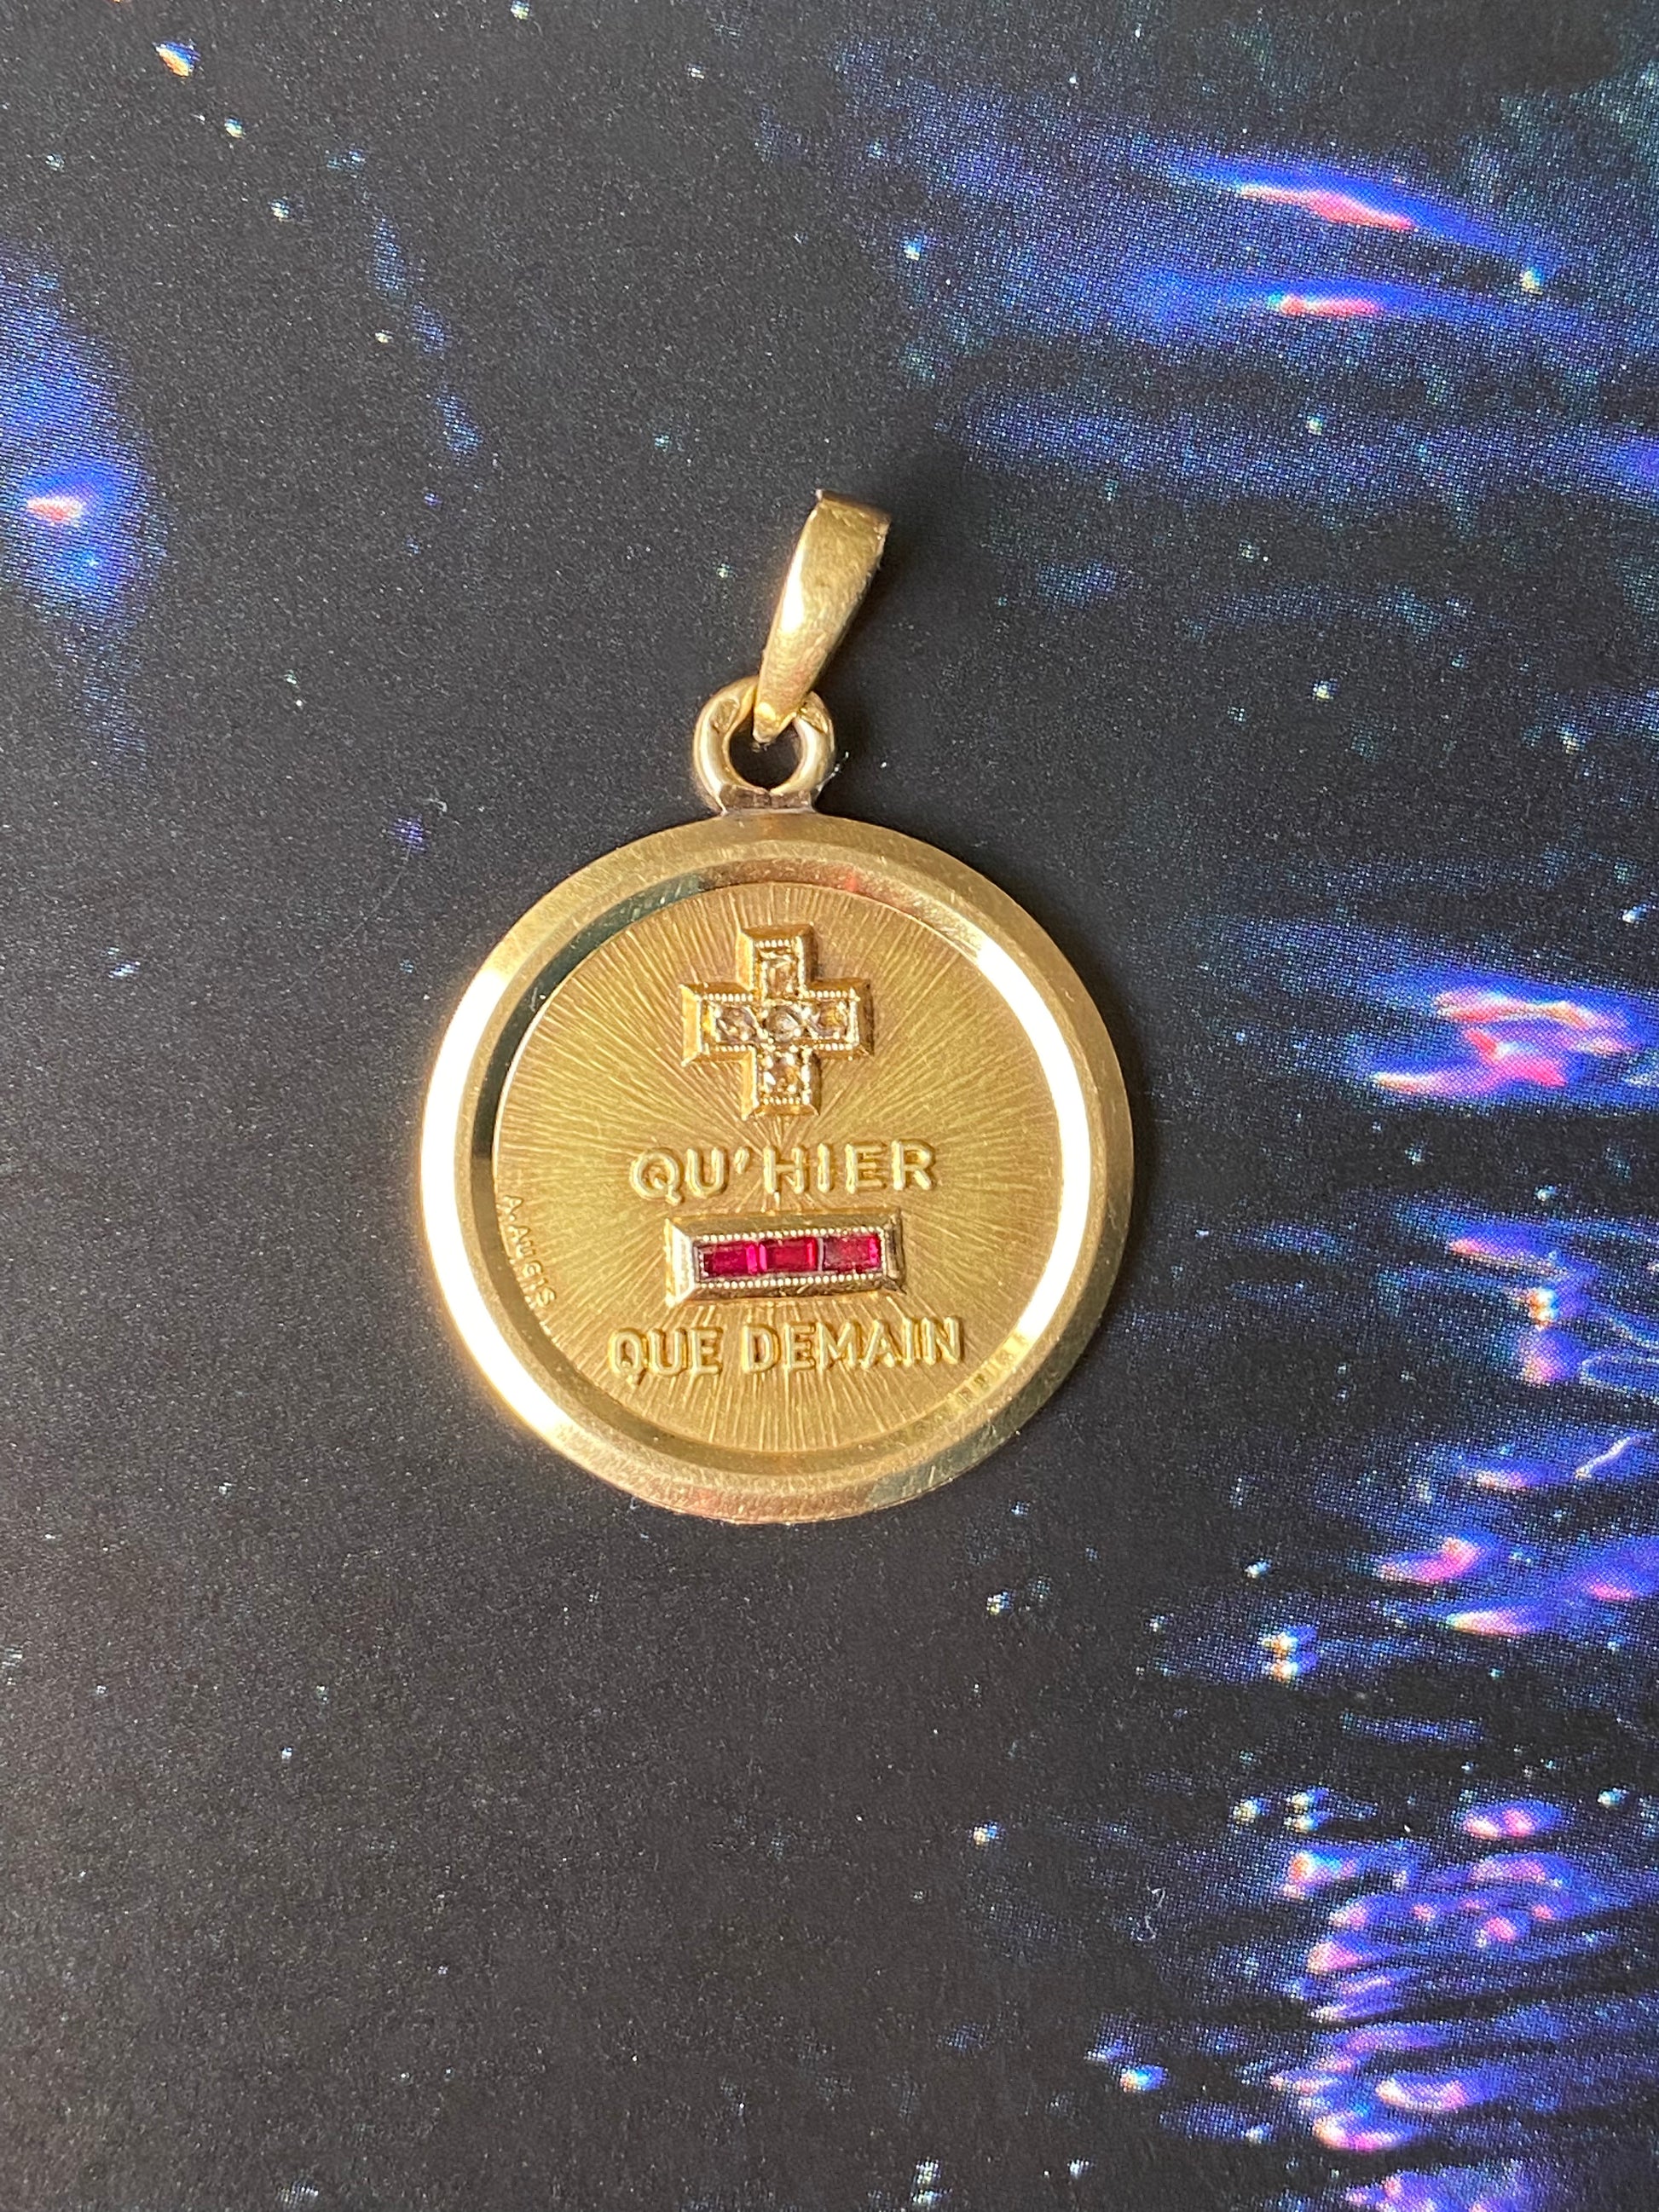 QU'HIER
QUE DEMAIN
A. AUGIS